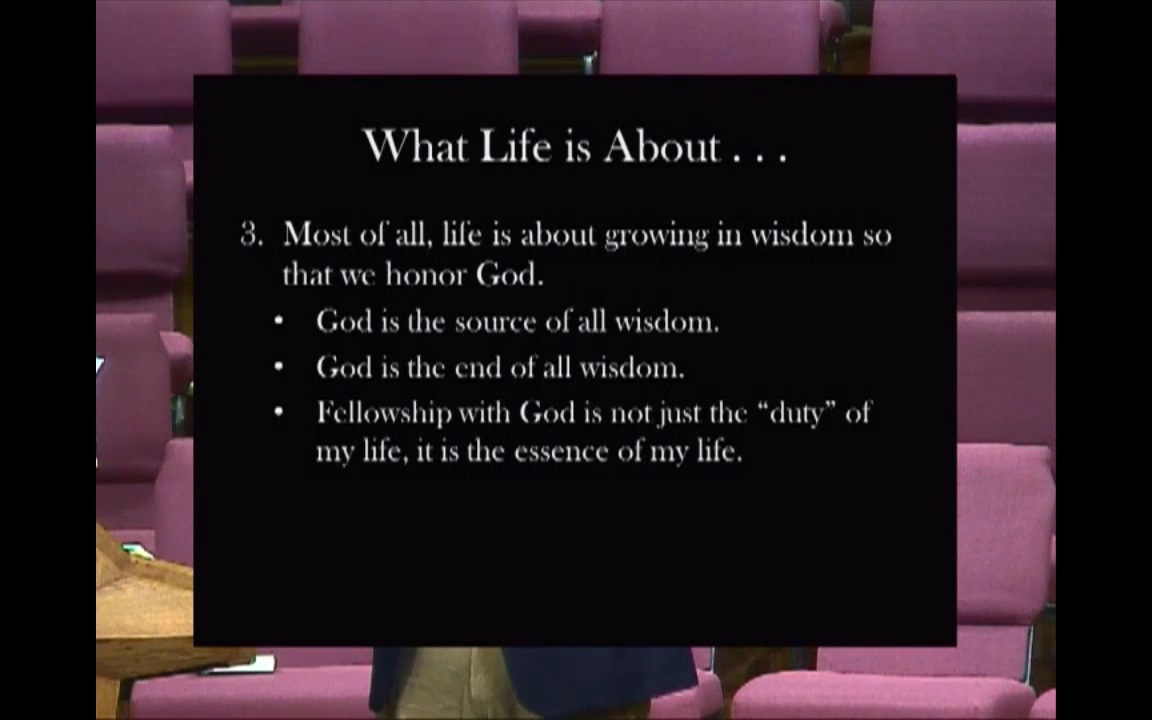 What Life is About . . .
3. Most of all, life is about growing in wisdom so
that we honor God.
• God is the source of all wisdom.
• God is the end of all wisdom.
• Fellowship with God is not just the “duty” of
my life, it is the essence of my life.